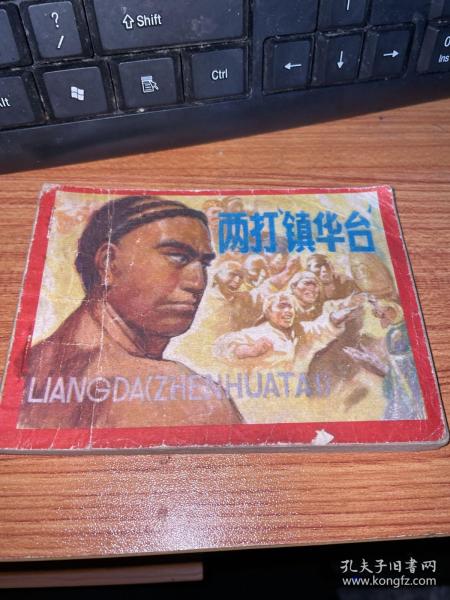 ?
/
⇧Shift
Alt
Ctrl
←
↓
→
0
Ins
两打“镇华台”
LIANGDA(ZHENHUATAI)
孔夫子旧书网
www.kongfz.com